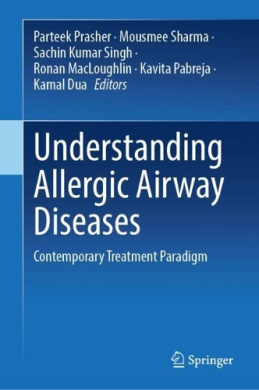 Parteek Prasher · Mousmee Sharma ·
Sachin Kumar Singh ·
Ronan MacLoughlin · Kavita Pabreja ·
Kamal Dua Editors
Understanding
Allergic Airway
Diseases
Contemporary Treatment Paradigm
Springer